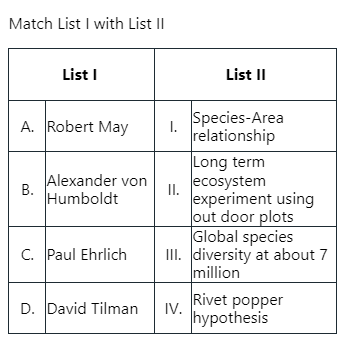 Match List I with List II
List I
List II
A. Robert May
I. Species-Area
relationship
B. Alexander von
Humboldt
II. Long term
ecosystem
experiment using
out door plots
C. Paul Ehrlich
III. Global species
diversity at about 7
million
D. David Tilman
IV. Rivet popper
hypothesis